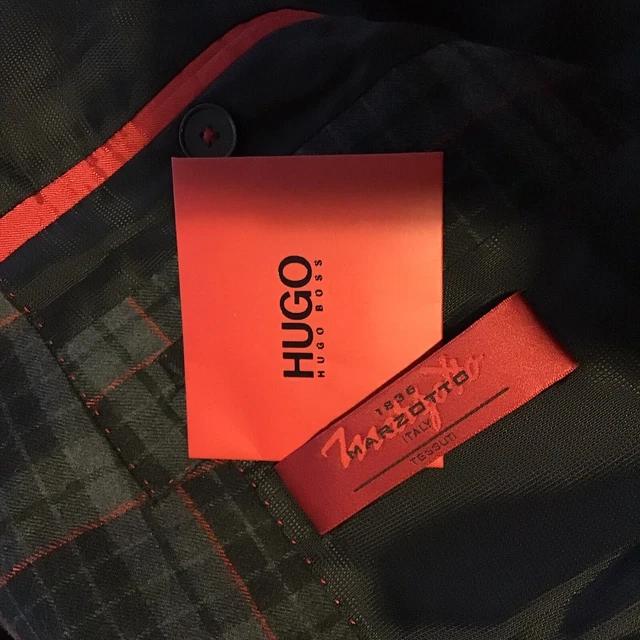 HUGO
HUGO BOSS
1836
Marzotto
MARZOTTO
ITALY
TESSUTI